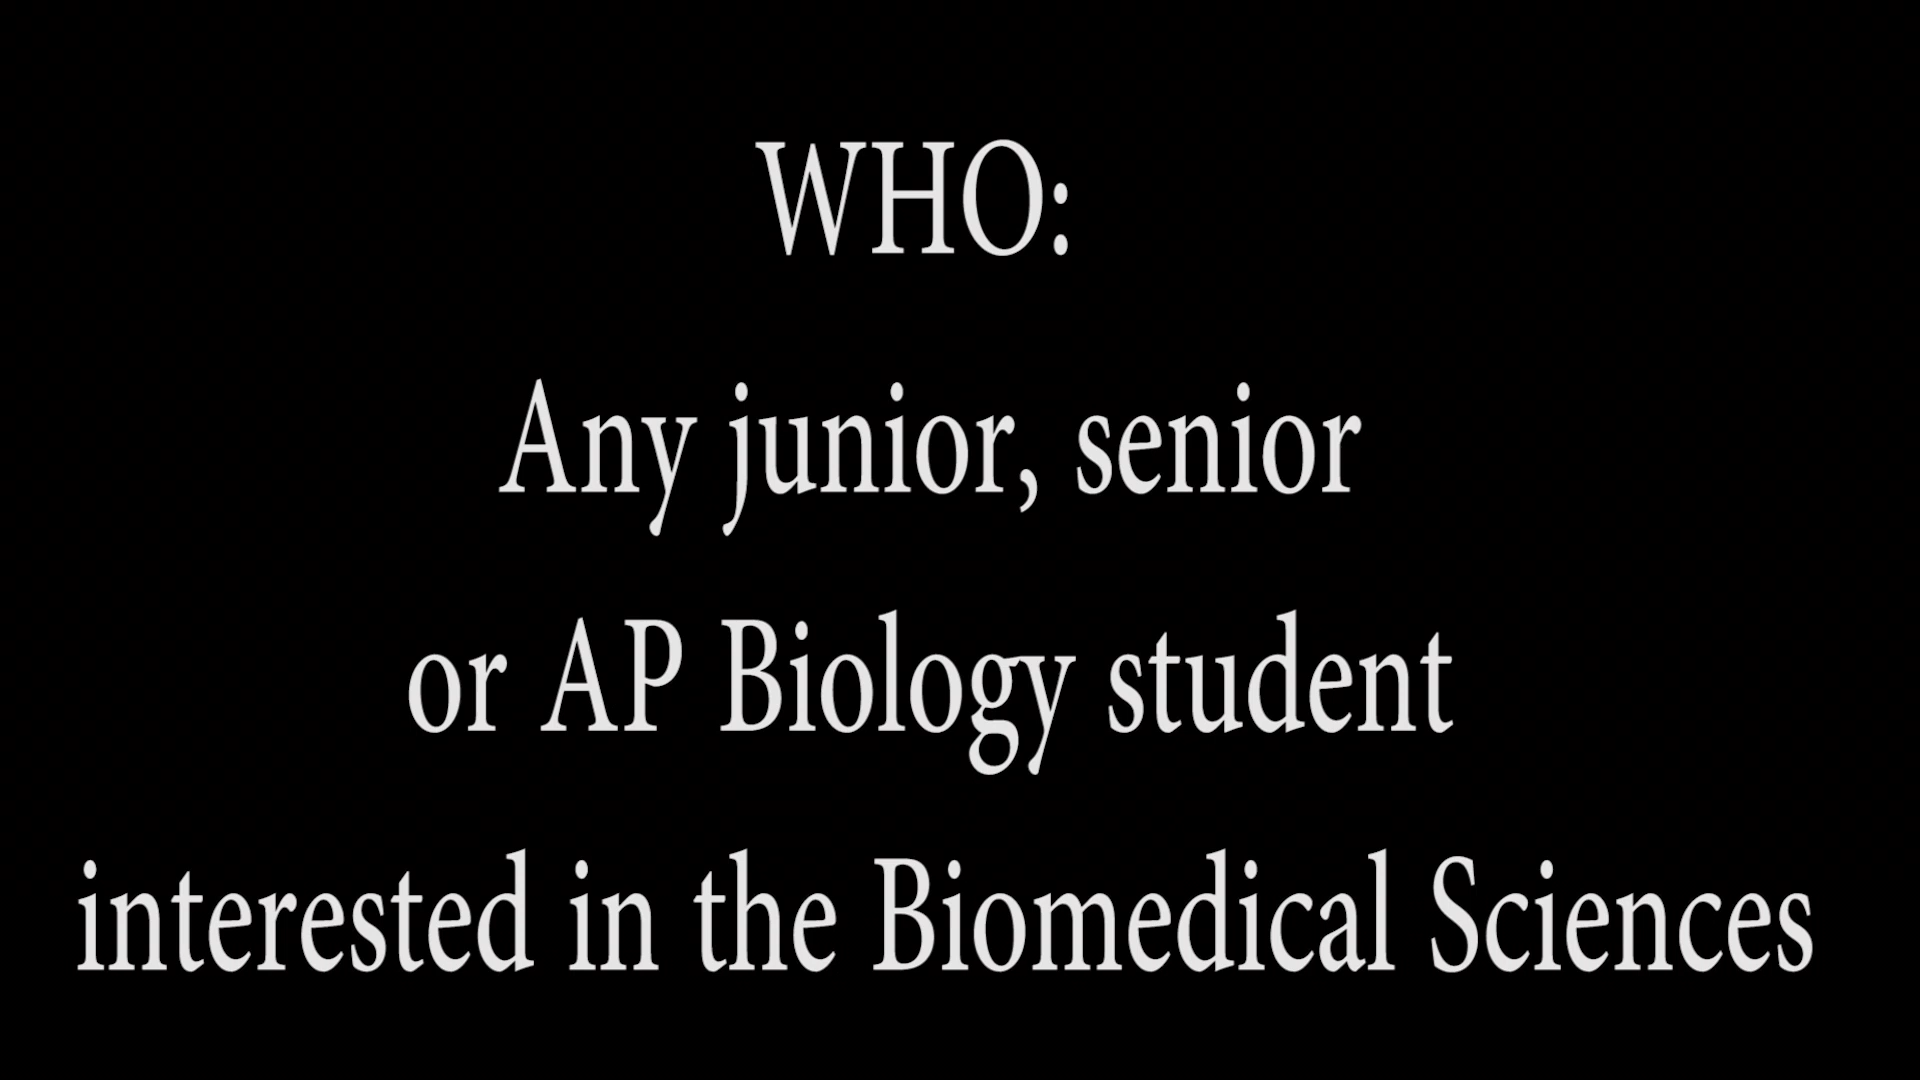 WHO:
Any junior, senior
or AP Biology student
interested in the Biomedical Sciences